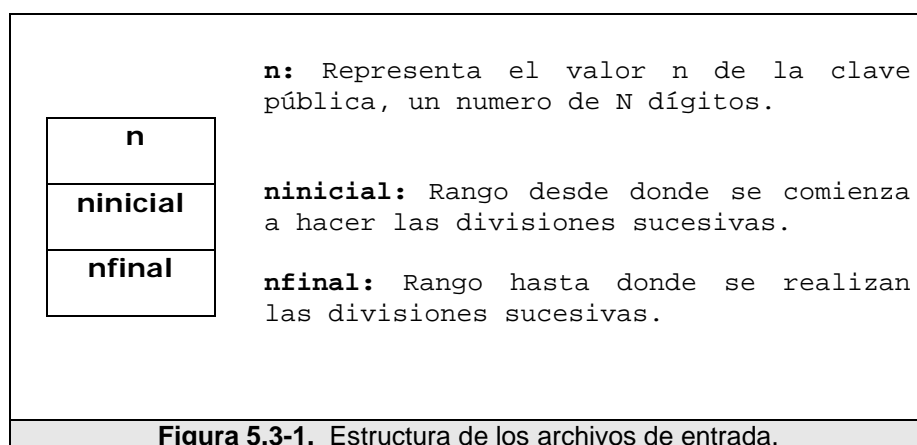 n: Representa el valor n de la clave
pública, un numero de N dígitos.
n
ninicial
nfinal
ninicial: Rango desde donde se comienza
a hacer las divisiones sucesivas.
nfinal: Rango hasta donde se realizan
las divisiones sucesivas.
Figura 5.3-1. Estructura de los archivos de entrada.